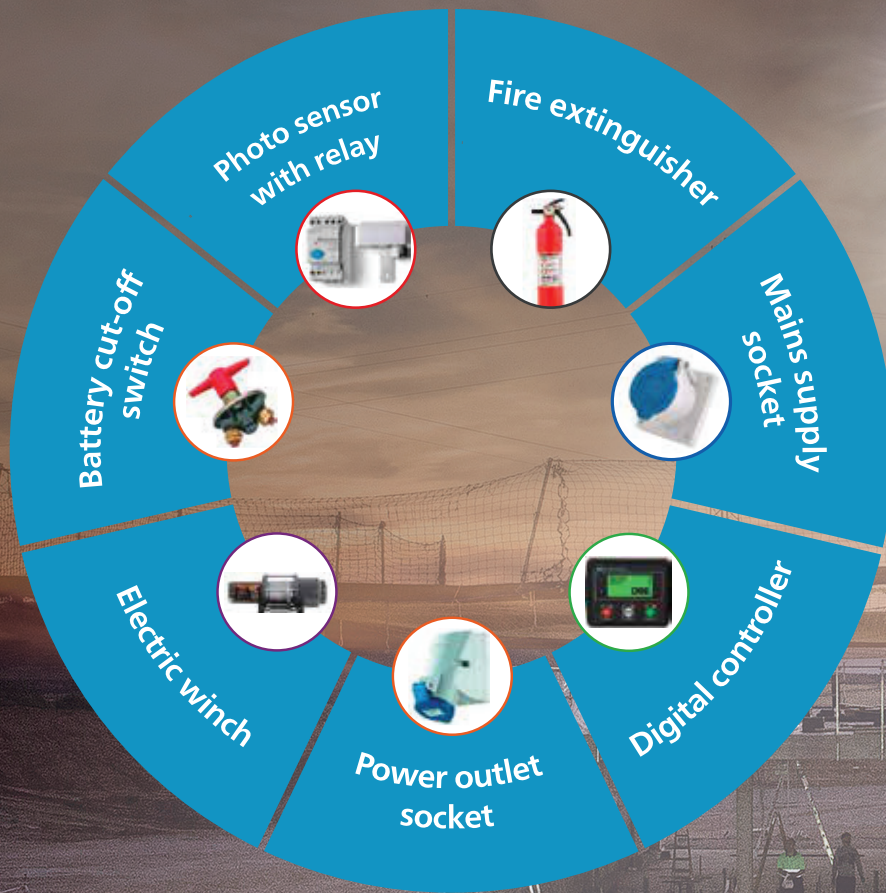 Photo sensor
with relay
Fire extinguisher
Mains supply
socket
Digital controller
Power outlet
socket
Electric winch
Battery cut-off
switch